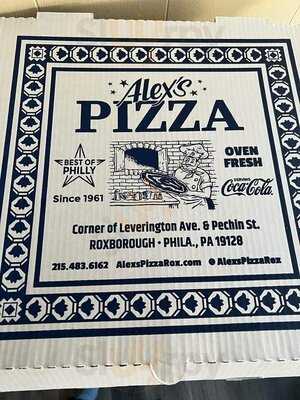 Alex's
PIZZA
BEST OF
PHILLY
Since 1961
OVEN
FRESH
SERVING
Coca-Cola
Corner of Leverington Ave. & Pechin St.
ROXBOROUGH • PHILA., PA 19128
215.483.6162 AlexsPizzaRox.com AlexsPizzaRox